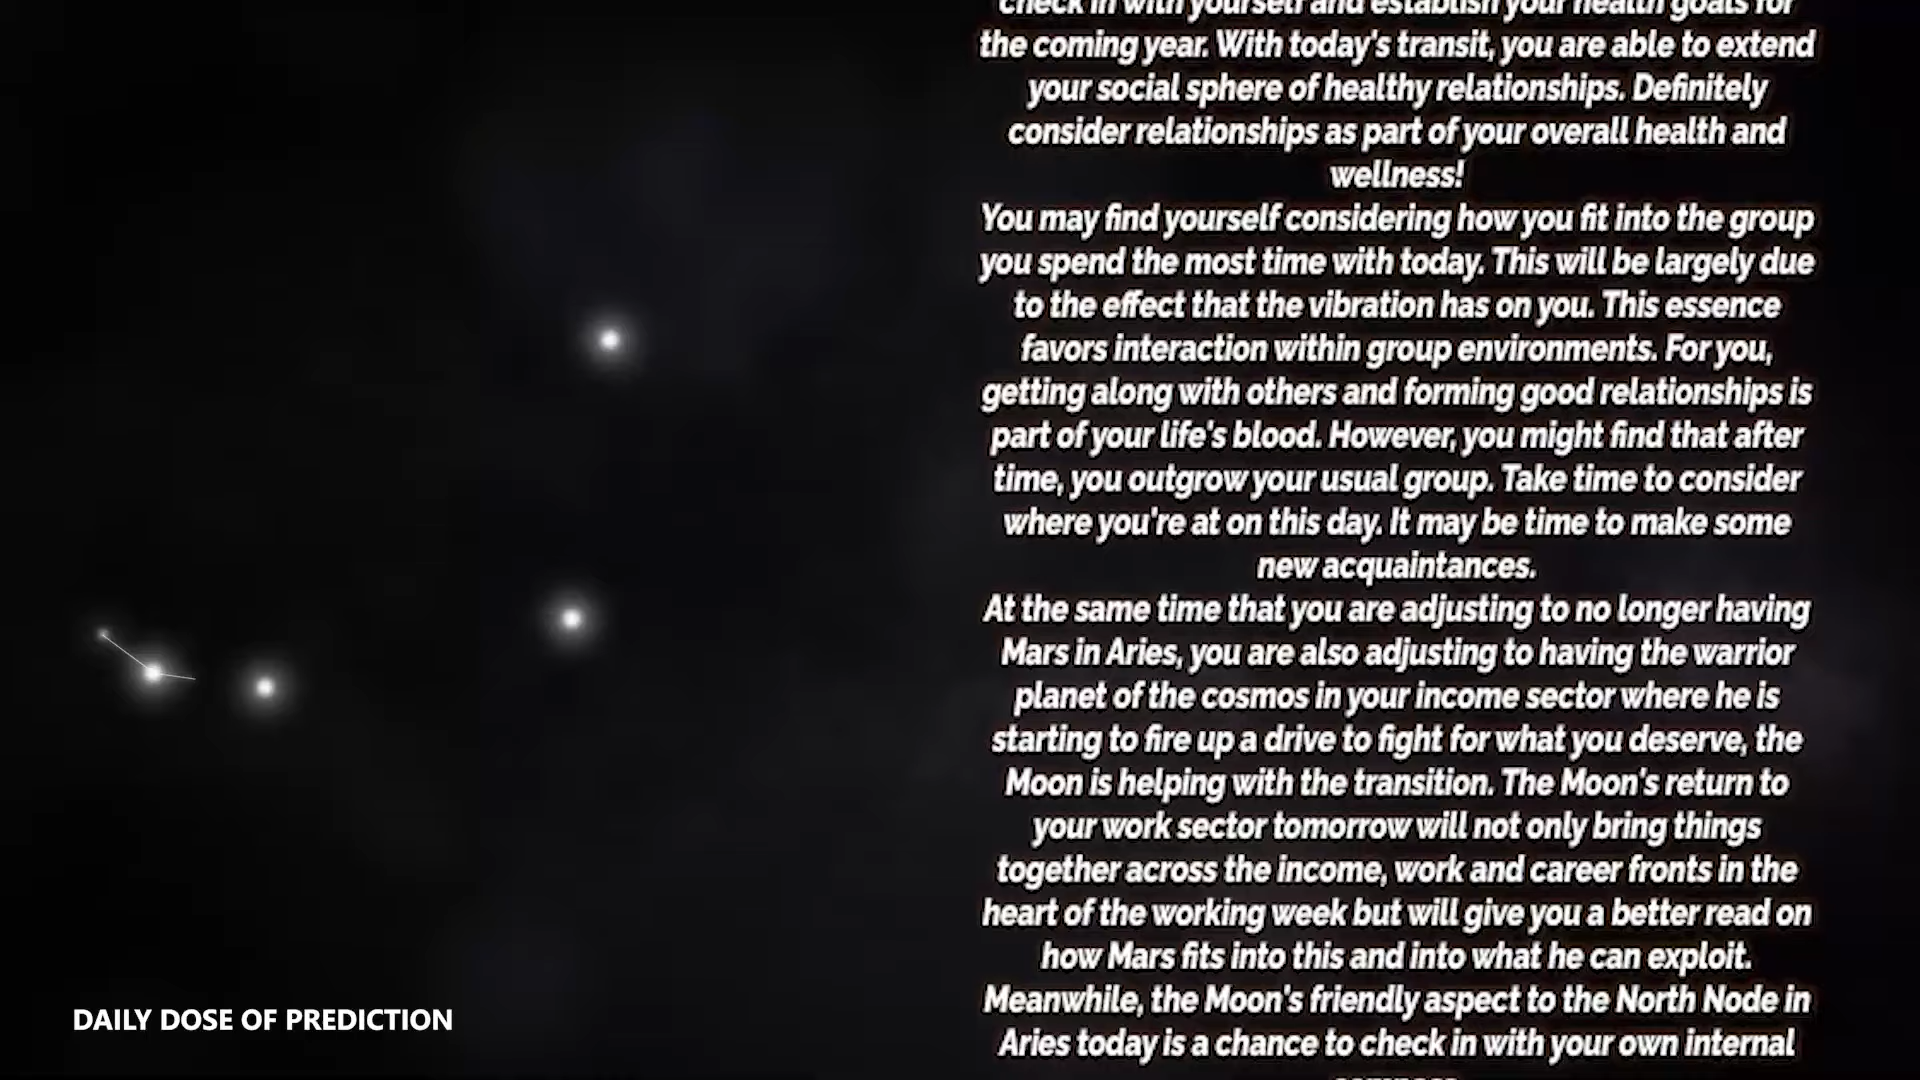 check in with yourself and establish your health goals for
the coming year. With today's transit, you are able to extend
your social sphere of healthy relationships. Definitely
consider relationships as part of your overall health and
wellness!
You may find yourself considering how you fit into the group
you spend the most time with today. This will be largely due
to the effect that the vibration has on you. This essence
favors interaction within group environments. For you,
getting along with others and forming good relationships is
part of your life's blood. However, you might find that after
time, you outgrow your usual group. Take time to consider
where you're at on this day. It may be time to make some
new acquaintances.
At the same time that you are adjusting to no longer having
Mars in Aries, you are also adjusting to having the warrior
planet of the cosmos in your income sector where he is
starting to fire up a drive to fight for what you deserve, the
Moon is helping with the transition. The Moon's return to
your work sector tomorrow will not only bring things
together across the income, work and career fronts in the
heart of the working week but will give you a better read on
how Mars fits into this and into what he can exploit.
Meanwhile, the Moon's friendly aspect to the North Node in
Aries today is a chance to check in with your own internal
DAILY DOSE OF PREDICTION